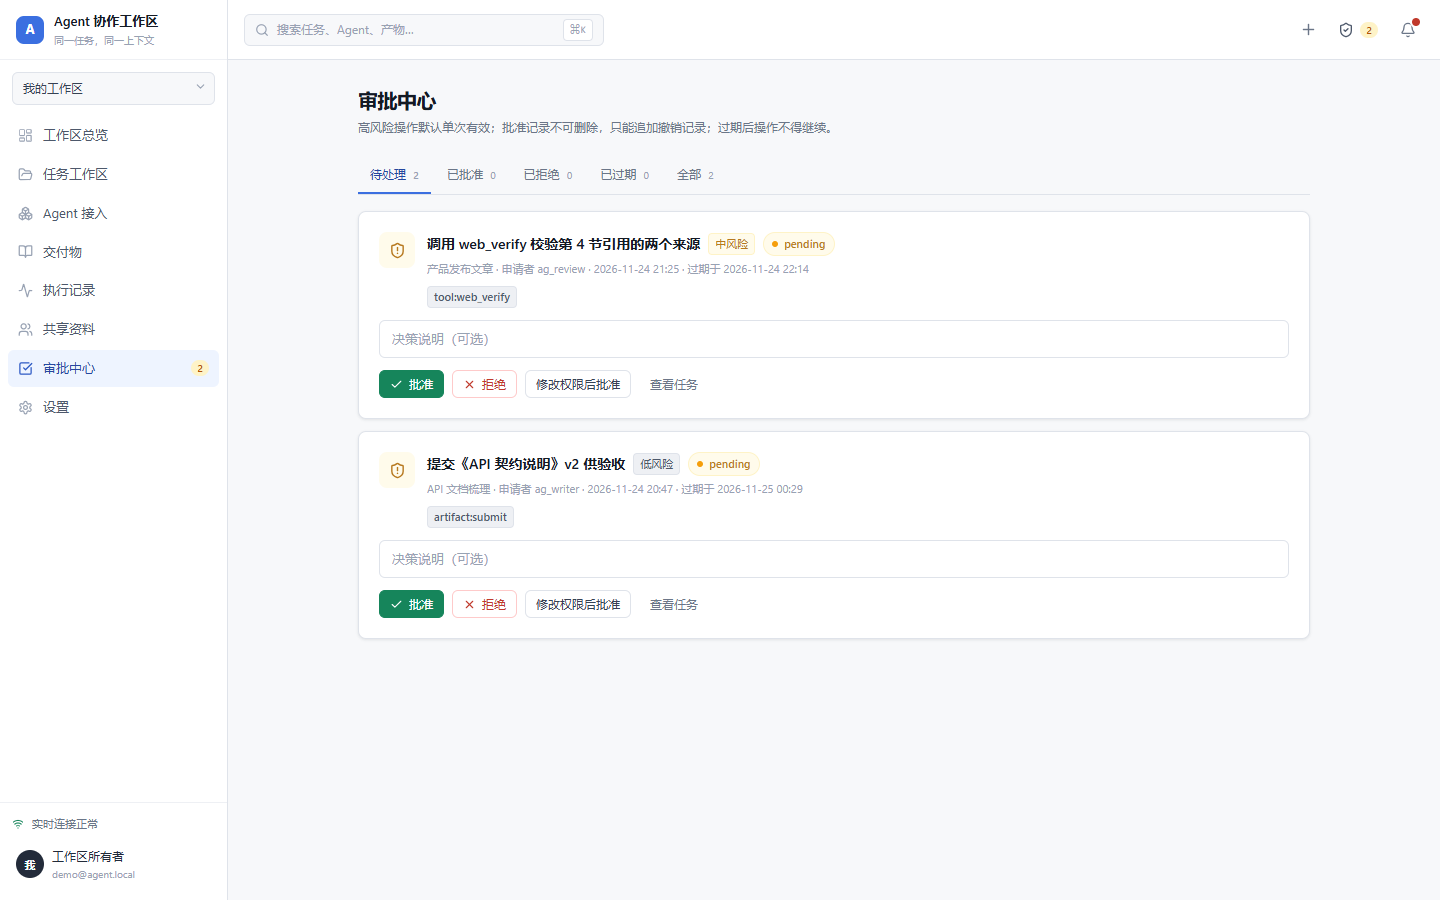 A
Agent 协作工作区
同一任务，同一上下文
搜索任务、Agent、产物...
⌘K
2
我的工作区
工作区总览
任务工作区
Agent 接入
交付物
执行记录
共享资料
审批中心
2
设置
实时连接正常
我
工作区所有者
demo@agent.local
审批中心
高风险操作默认单次有效；批准记录不可删除，只能追加撤销记录；过期后操作不得继续。
待处理 2 已批准 0 已拒绝 0 已过期 0 全部 2
调用 web_verify 校验第 4 节引用的两个来源 中风险 pending
产品发布文章 · 申请者 ag_review · 2026-11-24 21:25 · 过期于 2026-11-24 22:14
tool:web_verify
决策说明（可选）
批准 拒绝 修改权限后批准 查看任务
提交《API 契约说明》v2 供验收 低风险 pending
API 文档梳理 · 申请者 ag_writer · 2026-11-24 20:47 · 过期于 2026-11-25 00:29
artifact:submit
决策说明（可选）
批准 拒绝 修改权限后批准 查看任务